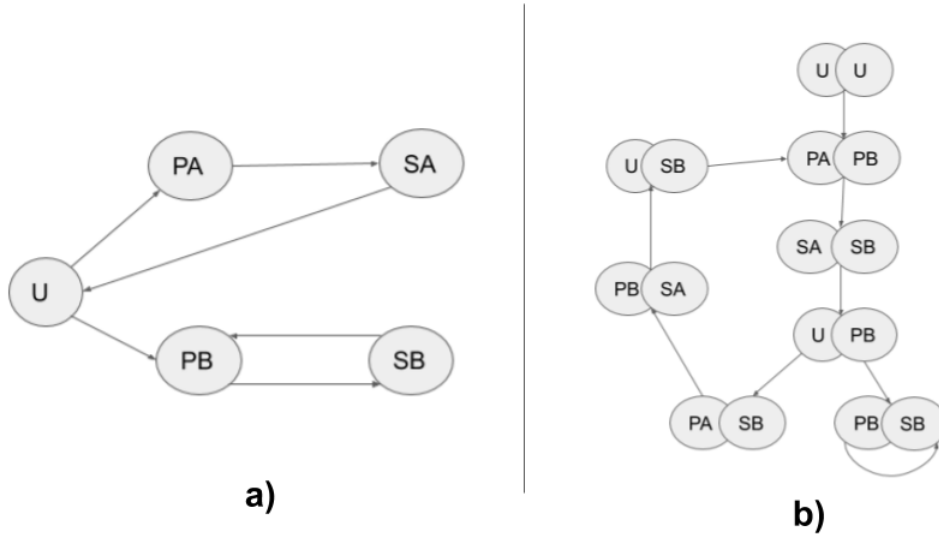 PA
SA
U
PB
SB
a)
U U
U SB
PA PB
SA SB
PB SA
U PB
PA SB
PB SB
b)